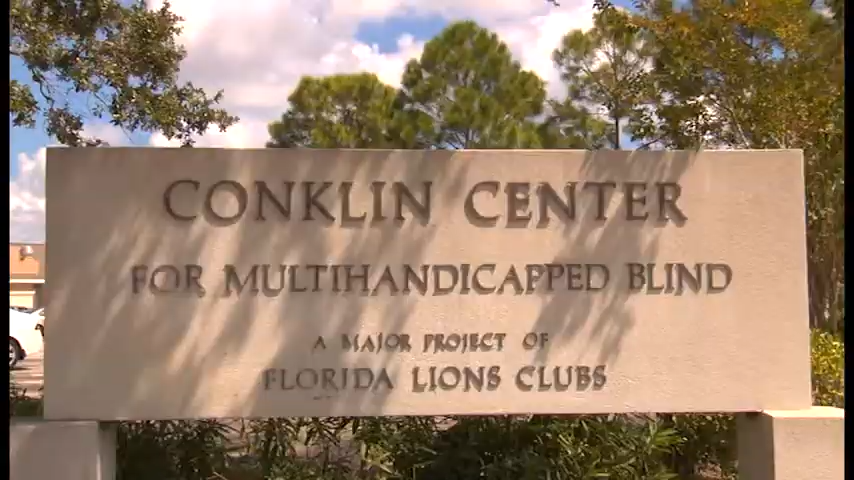 CONKLIN CENTER
FOR MULTIHANDICAPPED BLIND
A MAJOR PROJECT OF
FLORIDA LIONS CLUBS